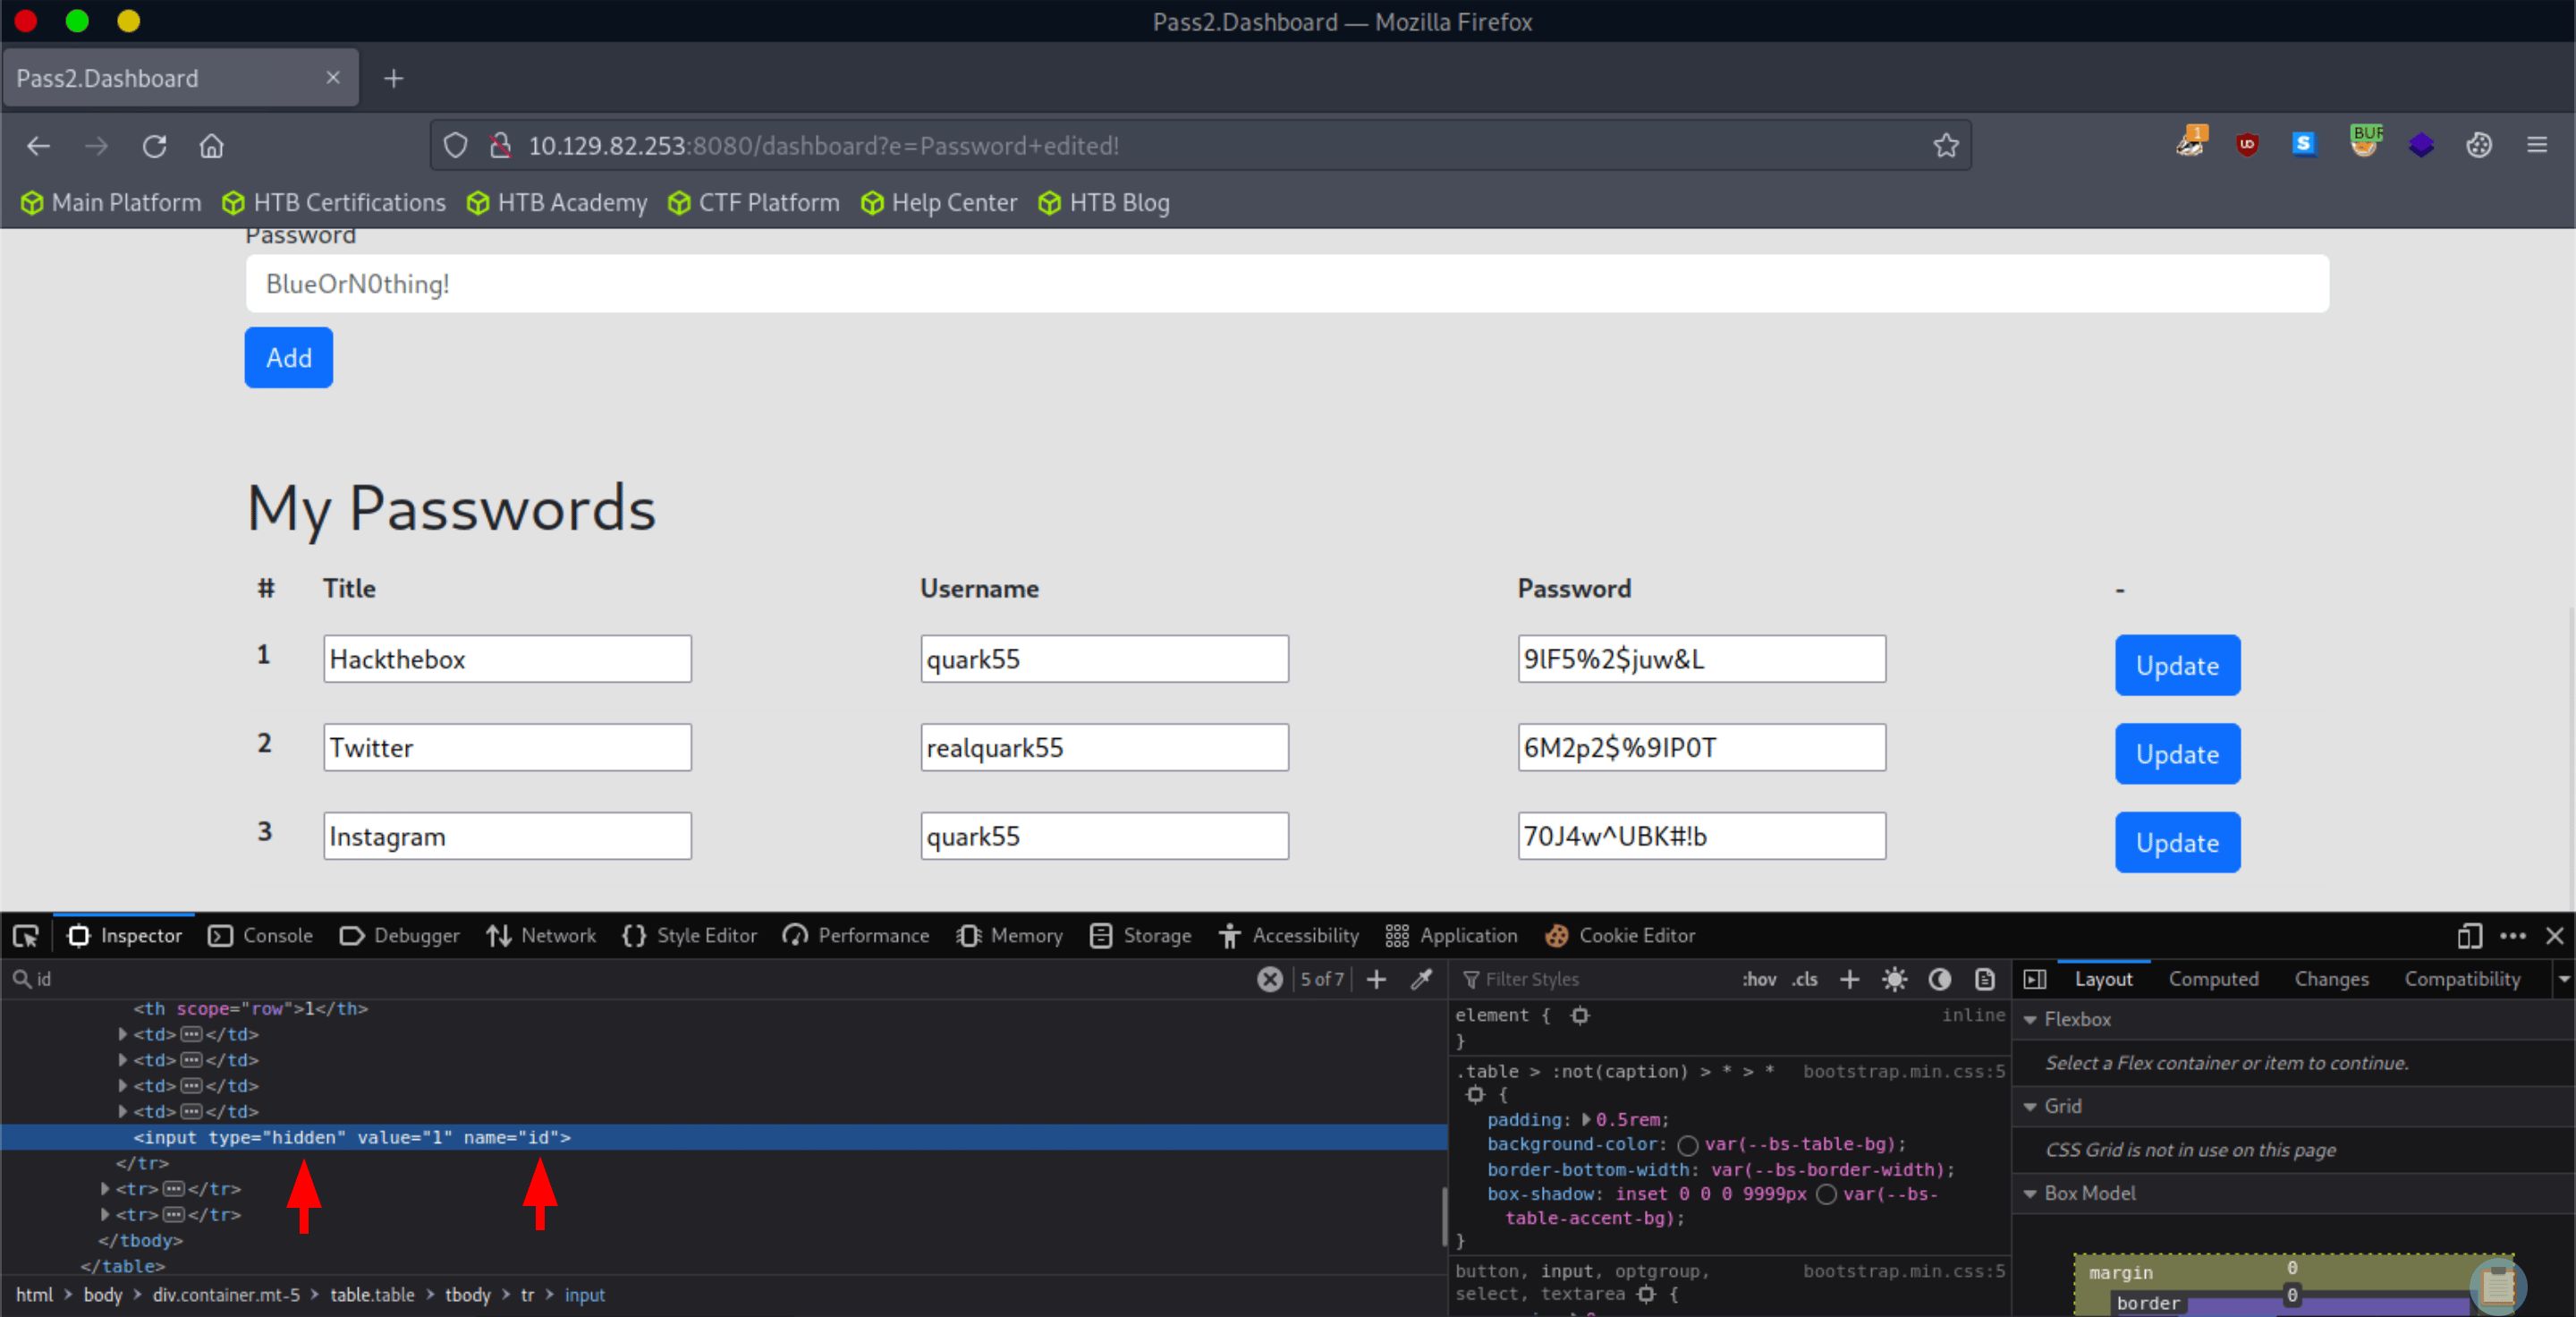 Pass2.Dashboard — Mozilla Firefox
Pass2.Dashboard
10.129.82.253:8080/dashboard?e=Password+edited!
1 UD S BUF
Main Platform HTB Certifications HTB Academy CTF Platform Help Center HTB Blog
Password
BlueOrN0thing!
Add
My Passwords
# Title Username Password -
1 Hackthebox quark55 9lF5%2$juw&L Update
2 Twitter realquark55 6M2p2$%9IP0T Update
3 Instagram quark55 70J4w^UBK#!b Update
Inspector Console Debugger Network Style Editor Performance Memory Storage Accessibility Application Cookie Editor
id 5 of 7 +
<th scope="row">1</th>
<td>···</td>
<td>···</td>
<td>···</td>
<td>···</td>
<input type="hidden" value="1" name="id">
</tr>
<tr>···</tr>
<tr>···</tr>
</tbody>
</table>
html > body > div.container.mt-5 > table.table > tbody > tr > input
Filter Styles :hov .cls +
element { inline
}
.table > :not(caption) > * > * bootstrap.min.css:5
{
padding: 0.5rem;
background-color: var(--bs-table-bg);
border-bottom-width: var(--bs-border-width);
box-shadow: inset 0 0 0 9999px var(--bs-
table-accent-bg);
}
button, input, optgroup, bootstrap.min.css:5
select, textarea {
Layout Computed Changes Compatibility
Flexbox
Select a Flex container or item to continue.
Grid
CSS Grid is not in use on this page
Box Model
margin 0
border 0